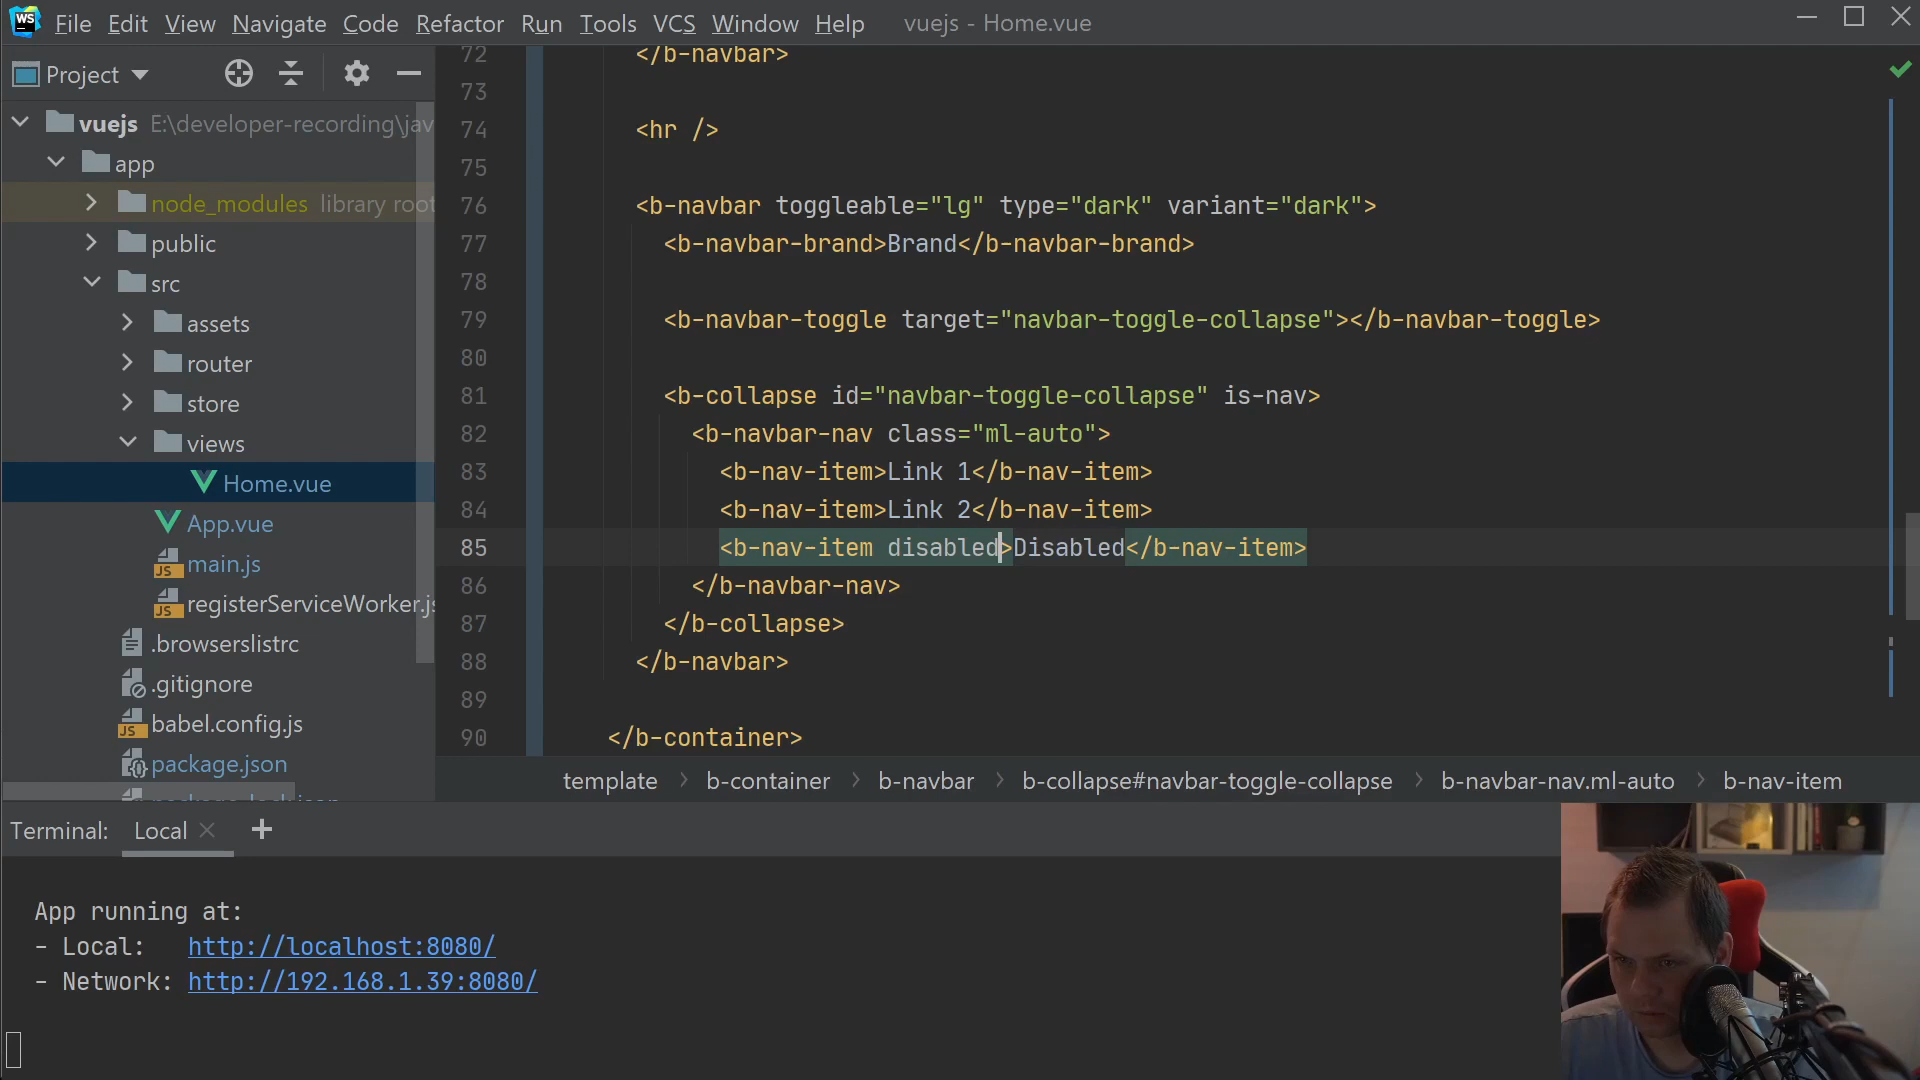 WS File Edit View Navigate Code Refactor Run Tools VCS Window Help vuejs - Home.vue
Project
vuejs E:\developer-recording\jav
app
node_modules library root
public
src
assets
router
store
views
Home.vue
App.vue
JS main.js
JS registerServiceWorker.js
.browserslistrc
.gitignore
JS babel.config.js
package.json
package-lock.json
72 </b-navbar>
73
74 <hr />
75
76 <b-navbar toggleable="lg" type="dark" variant="dark">
77 <b-navbar-brand>Brand</b-navbar-brand>
78
79 <b-navbar-toggle target="navbar-toggle-collapse"></b-navbar-toggle>
80
81 <b-collapse id="navbar-toggle-collapse" is-nav>
82 <b-navbar-nav class="ml-auto">
83 <b-nav-item>Link 1</b-nav-item>
84 <b-nav-item>Link 2</b-nav-item>
85 <b-nav-item disabled>Disabled</b-nav-item>
86 </b-navbar-nav>
87 </b-collapse>
88 </b-navbar>
89
90 </b-container>
template b-container b-navbar b-collapse#navbar-toggle-collapse b-navbar-nav.ml-auto b-nav-item
Terminal: Local
App running at:
- Local: http://localhost:8080/
- Network: http://192.168.1.39:8080/